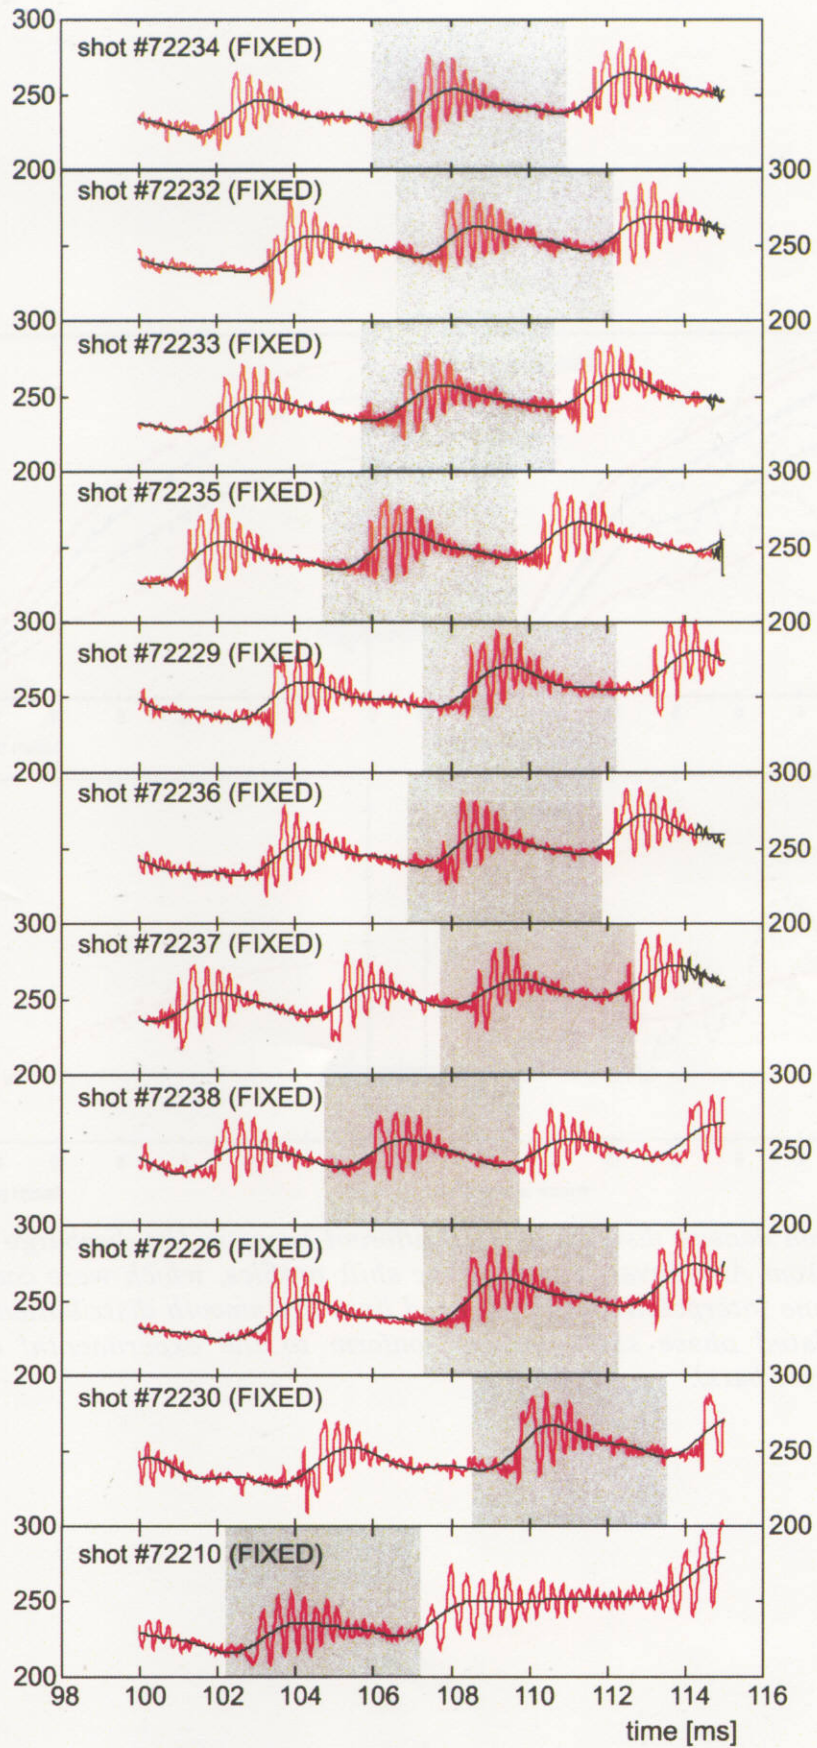 300
shot #72234 (FIXED)
250
200 300
shot #72232 (FIXED)
250
300 200
shot #72233 (FIXED)
250
200 300
shot #72235 (FIXED)
250
300 200
shot #72229 (FIXED)
250
200 300
shot #72236 (FIXED)
250
300 200
shot #72237 (FIXED)
250
200 300
shot #72238 (FIXED)
250
300 200
shot #72226 (FIXED)
250
200 300
shot #72230 (FIXED)
250
300 200
shot #72210 (FIXED)
250
200
98 100 102 104 106 108 110 112 114 116
time [ms]